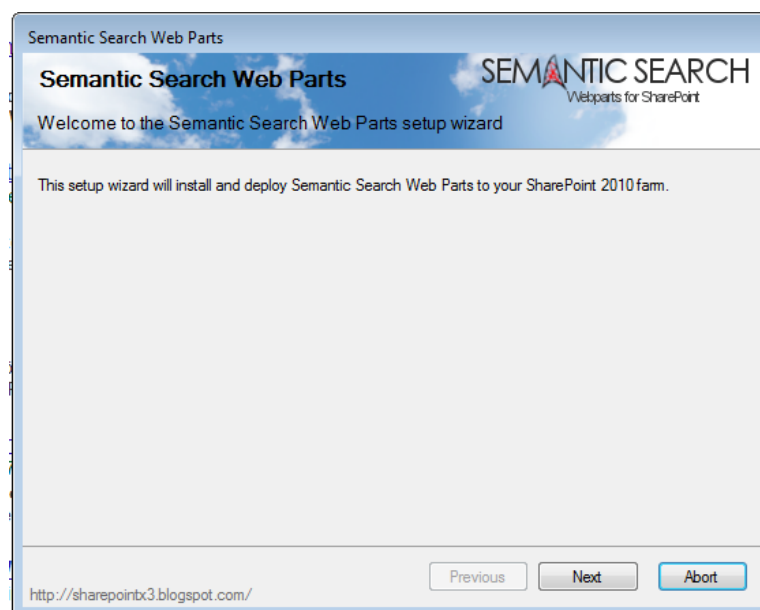 Semantic Search Web Parts
Semantic Search Web Parts
SEMANTIC SEARCH
Webparts for SharePoint
Welcome to the Semantic Search Web Parts setup wizard
This setup wizard will install and deploy Semantic Search Web Parts to your SharePoint 2010 farm.
Previous
Next
Abort
http://sharepointx3.blogspot.com/